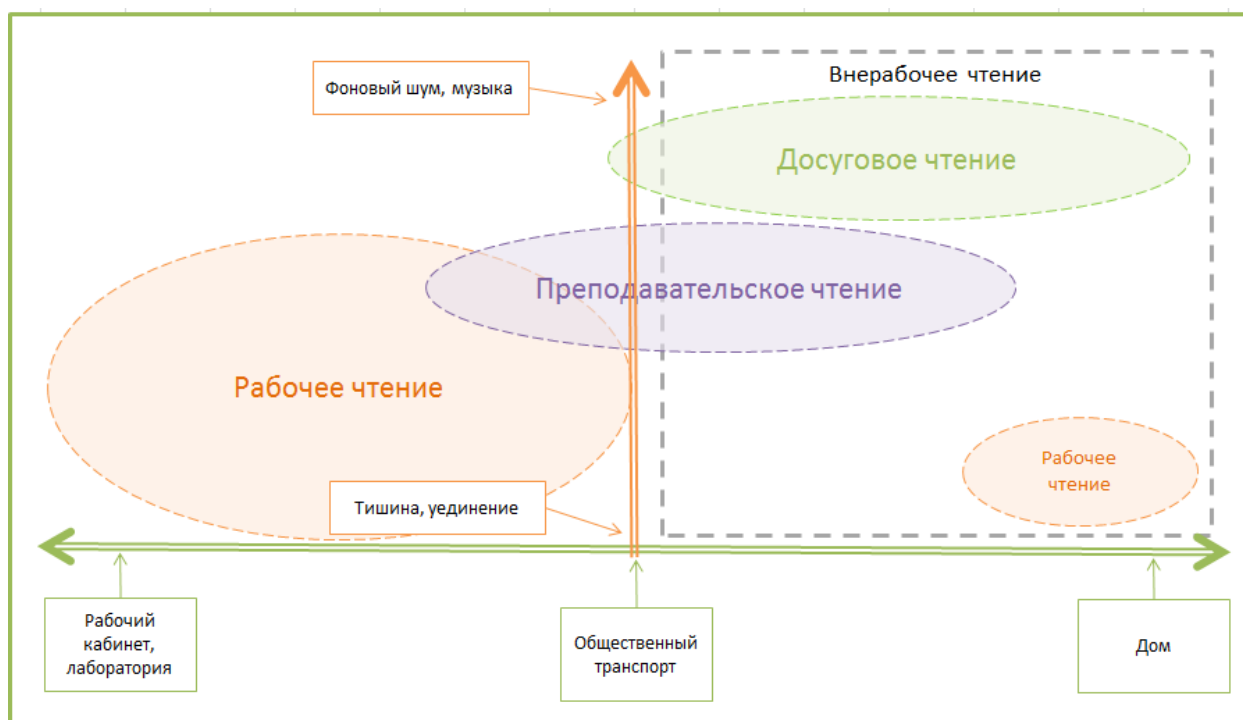 Внерабочее чтение
Фоновый шум, музыка
Досуговое чтение
Преподавательское чтение
Рабочее чтение
Рабочее
чтение
Тишина, уединение
Рабочий
кабинет,
лаборатория
Общественный
транспорт
Дом